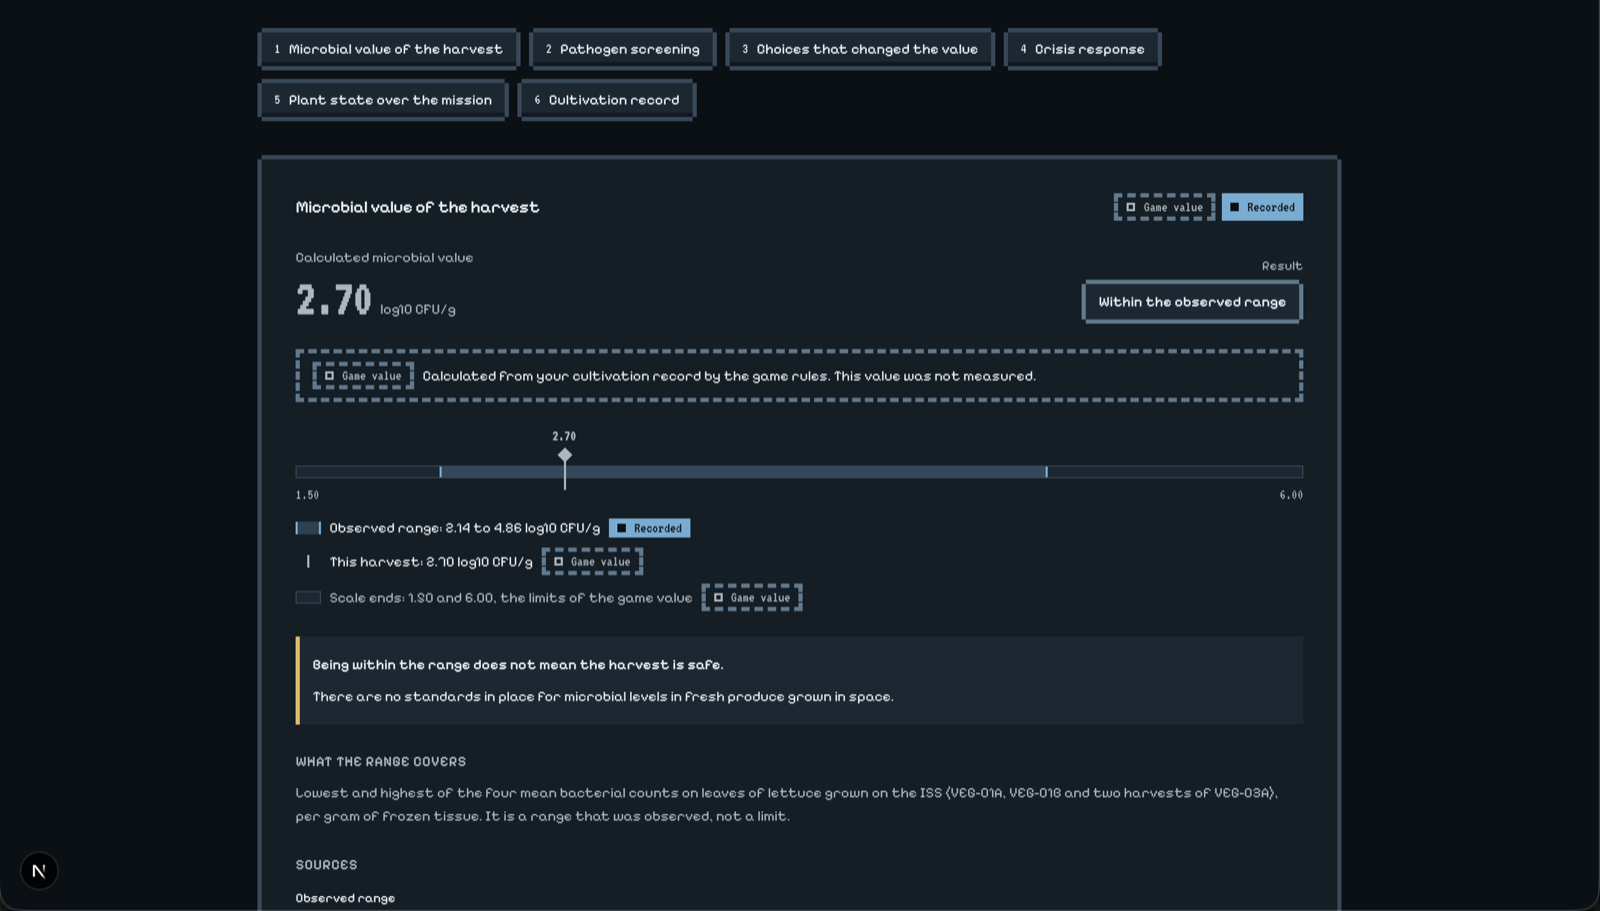 1 Microbial value of the harvest
2 Pathogen screening
3 Choices that changed the value
4 Crisis response
5 Plant state over the mission
6 Cultivation record
Microbial value of the harvest
Game value
Recorded
Calculated microbial value
Result
2.70 log10 CFU/g
Within the observed range
Game value Calculated from your cultivation record by the game rules. This value was not measured.
2.70
1.50
6.00
Observed range: 2.14 to 4.86 log10 CFU/g Recorded
This harvest: 2.70 log10 CFU/g Game value
Scale ends: 1.50 and 6.00, the limits of the game value Game value
Being within the range does not mean the harvest is safe.
There are no standards in place for microbial levels in fresh produce grown in space.
WHAT THE RANGE COVERS
Lowest and highest of the four mean bacterial counts on leaves of lettuce grown on the ISS (VEG-01A, VEG-01B and two harvests of VEG-03A),
per gram of frozen tissue. It is a range that was observed, not a limit.
SOURCES
Observed range
N